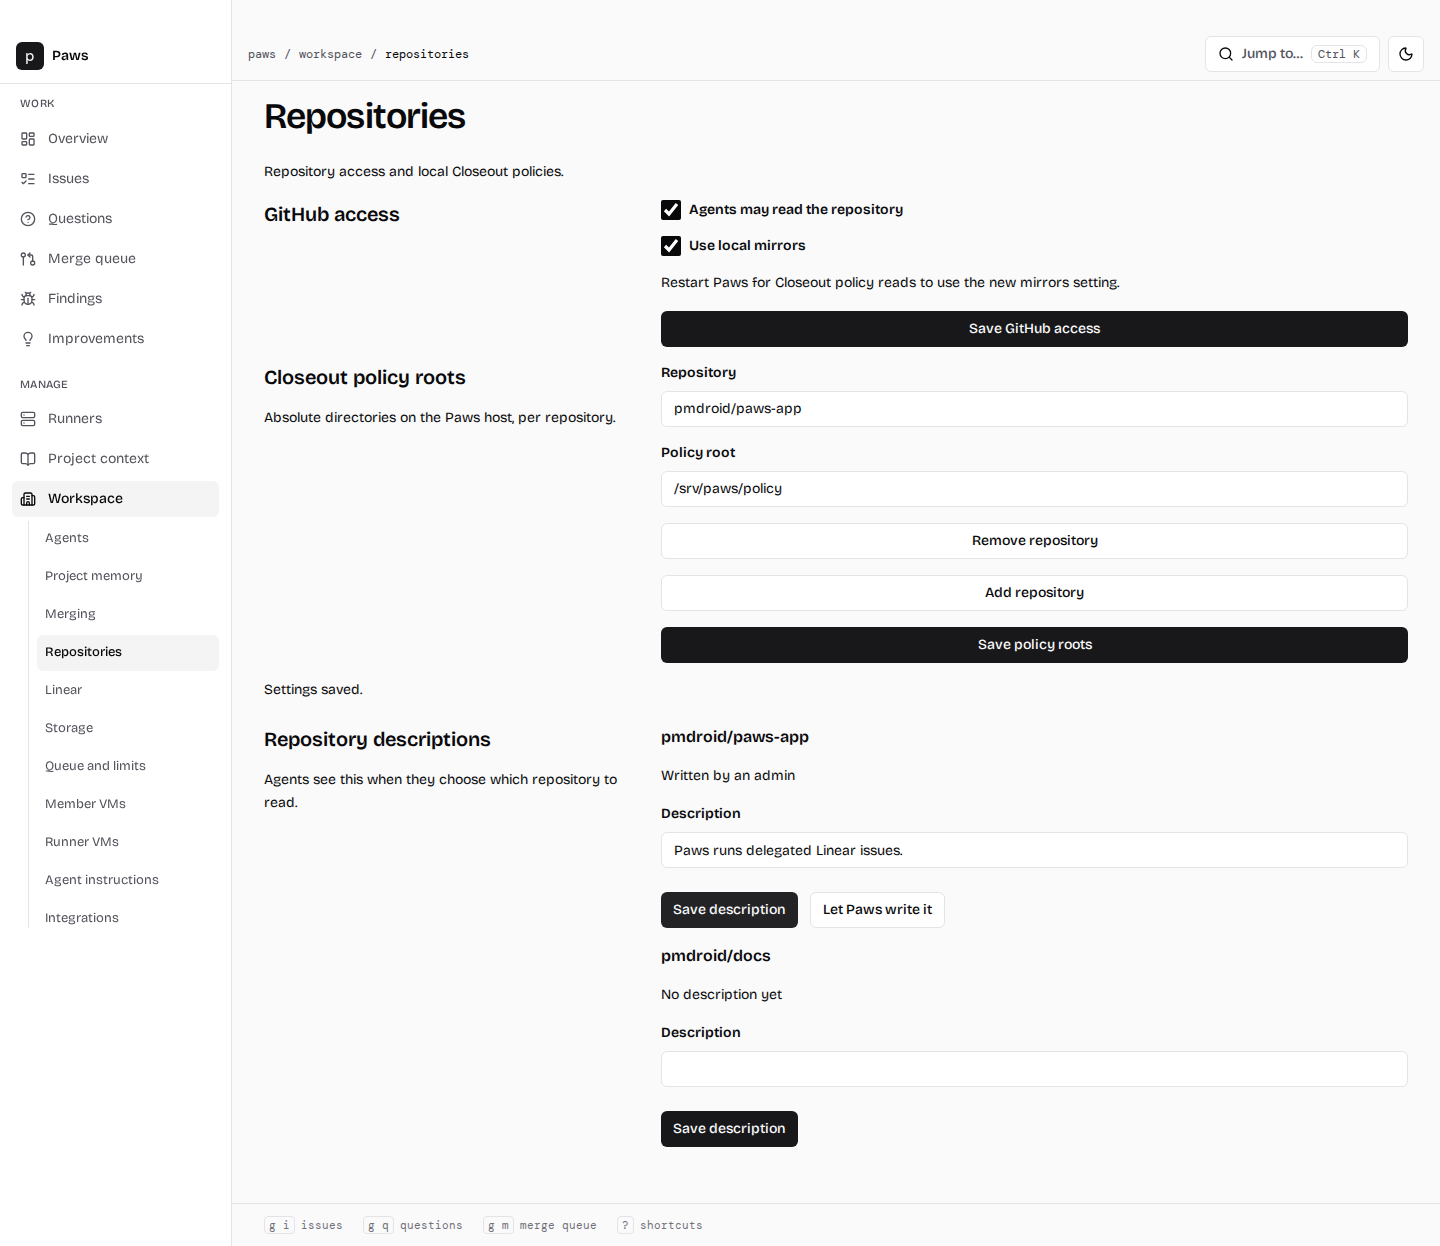 p Paws
paws / workspace / repositories
Jump to... Ctrl K
WORK
Overview
Issues
Questions
Merge queue
Findings
Improvements
MANAGE
Runners
Project context
Workspace
Agents
Project memory
Merging
Repositories
Linear
Storage
Queue and limits
Member VMs
Runner VMs
Agent instructions
Integrations
Repositories
Repository access and local Closeout policies.
GitHub access
Agents may read the repository
Use local mirrors
Restart Paws for Closeout policy reads to use the new mirrors setting.
Save GitHub access
Closeout policy roots
Absolute directories on the Paws host, per repository.
Repository
pmdroid/paws-app
Policy root
/srv/paws/policy
Remove repository
Add repository
Save policy roots
Settings saved.
Repository descriptions
Agents see this when they choose which repository to
read.
pmdroid/paws-app
Written by an admin
Description
Paws runs delegated Linear issues.
Save description Let Paws write it
pmdroid/docs
No description yet
Description
Save description
g i issues g q questions g m merge queue ? shortcuts